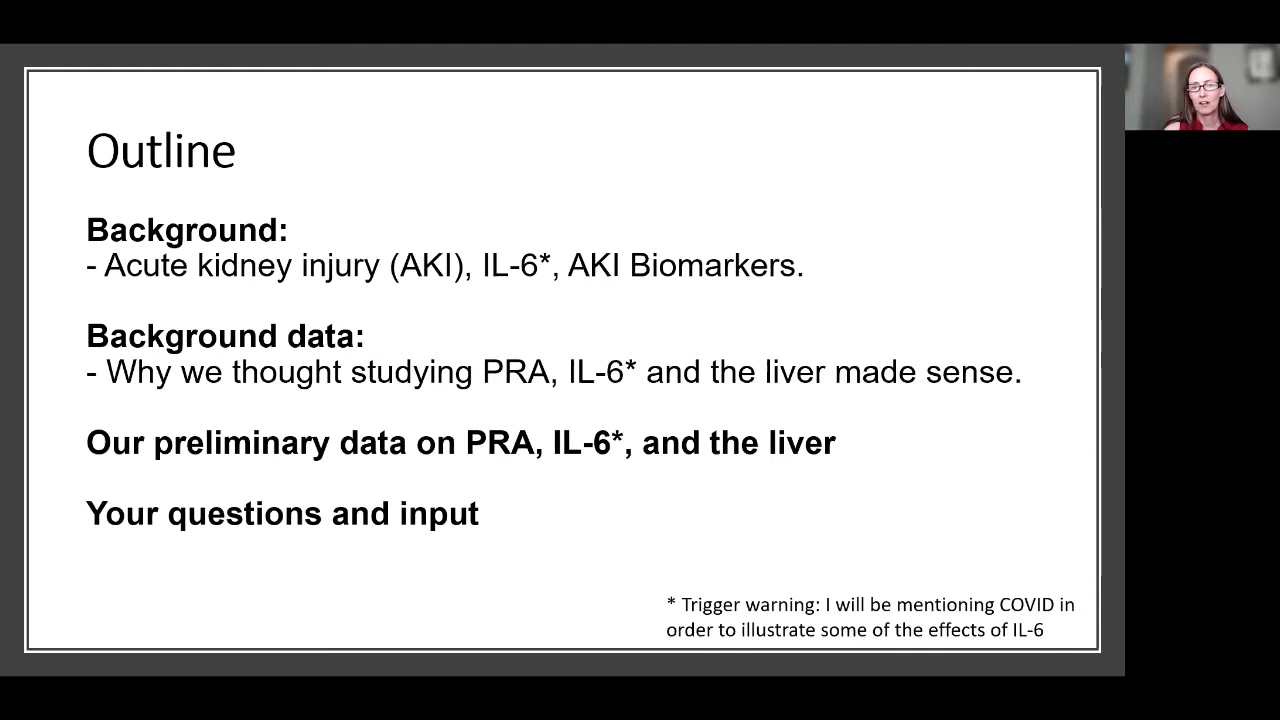 Outline
Background:
- Acute kidney injury (AKI), IL-6*, AKI Biomarkers.
Background data:
- Why we thought studying PRA, IL-6* and the liver made sense.
Our preliminary data on PRA, IL-6*, and the liver
Your questions and input
* Trigger warning: I will be mentioning COVID in
order to illustrate some of the effects of IL-6